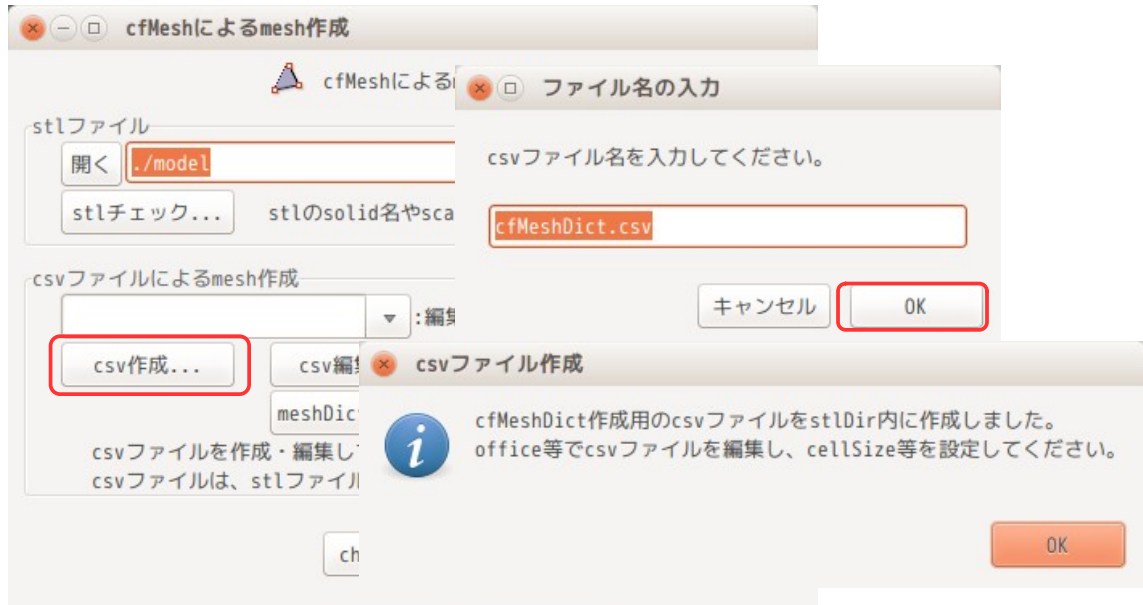 cfMeshによるmesh作成
cfMeshによる
stlファイル
開く ./model
stlチェック... stlのsolid名やsca
csvファイルによるmesh作成
:編集
csv作成... csv編集
meshDic
csvファイルを作成・編集し
csvファイルは、stlファイル
ch
ファイル名の入力
csvファイル名を入力してください。
cfMeshDict.csv
キャンセル OK
csvファイル作成
cfMeshDict作成用のcsvファイルをstlDir内に作成しました。
office等でcsvファイルを編集し、cellSize等を設定してください。
OK